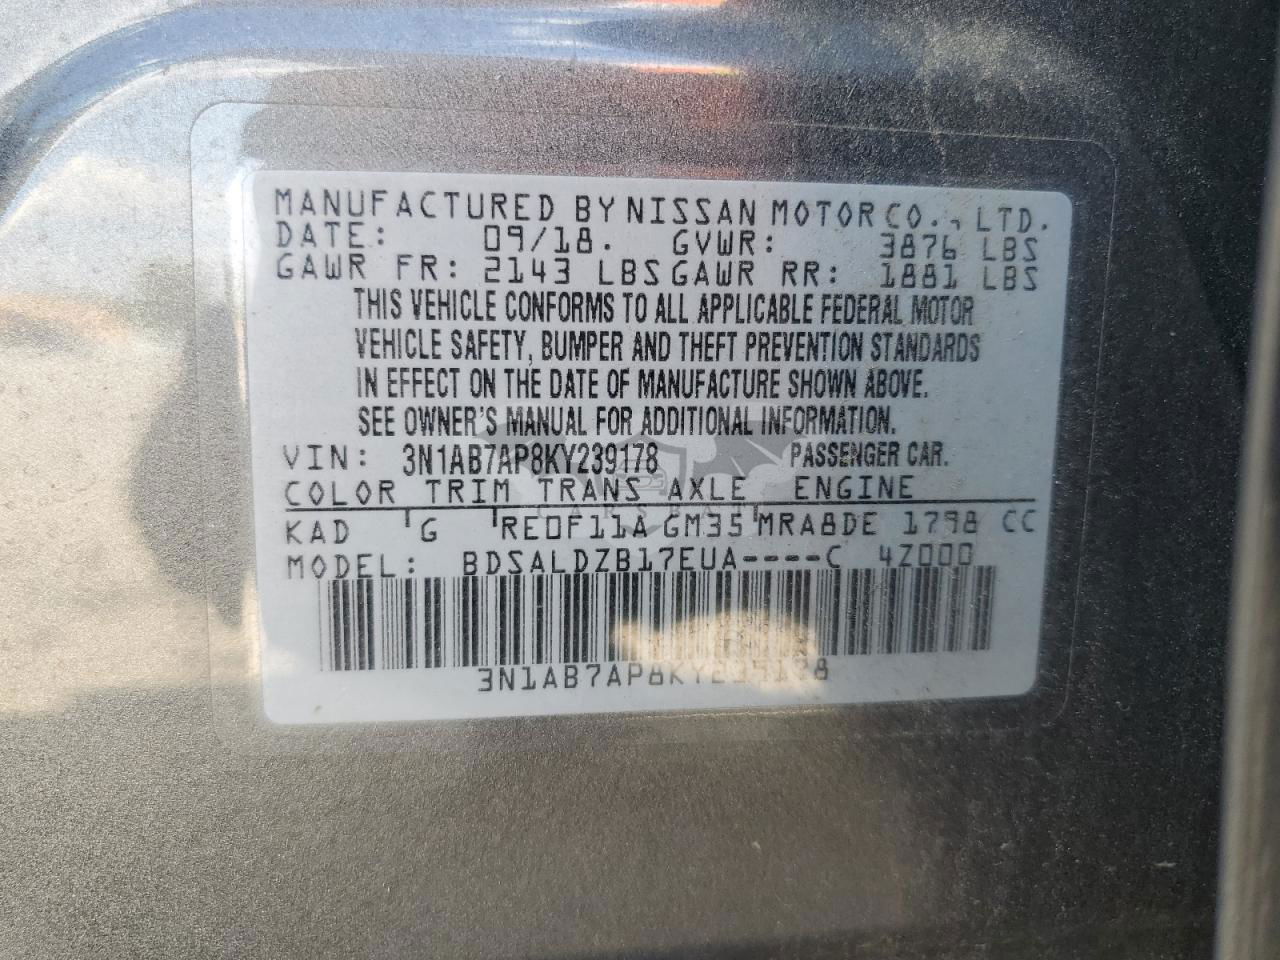 MANUFACTURED BY NISSAN MOTOR CO., LTD.
DATE: 09/18. GVWR: 3876 LBS
GAWR FR: 2143 LBS GAWR RR: 1881 LBS
THIS VEHICLE CONFORMS TO ALL APPLICABLE FEDERAL MOTOR
VEHICLE SAFETY, BUMPER AND THEFT PREVENTION STANDARDS
IN EFFECT ON THE DATE OF MANUFACTURE SHOWN ABOVE.
SEE OWNER'S MANUAL FOR ADDITIONAL INFORMATION.
VIN: 3N1AB7AP8KY239178 PASSENGER CAR.
COLOR TRIM TRANS AXLE ENGINE
KAD G RE0F11A GM35 MRA8DE 1798 CC
MODEL: BDSALDZB17EUA----C 4Z000
3N1AB7AP8KY239178